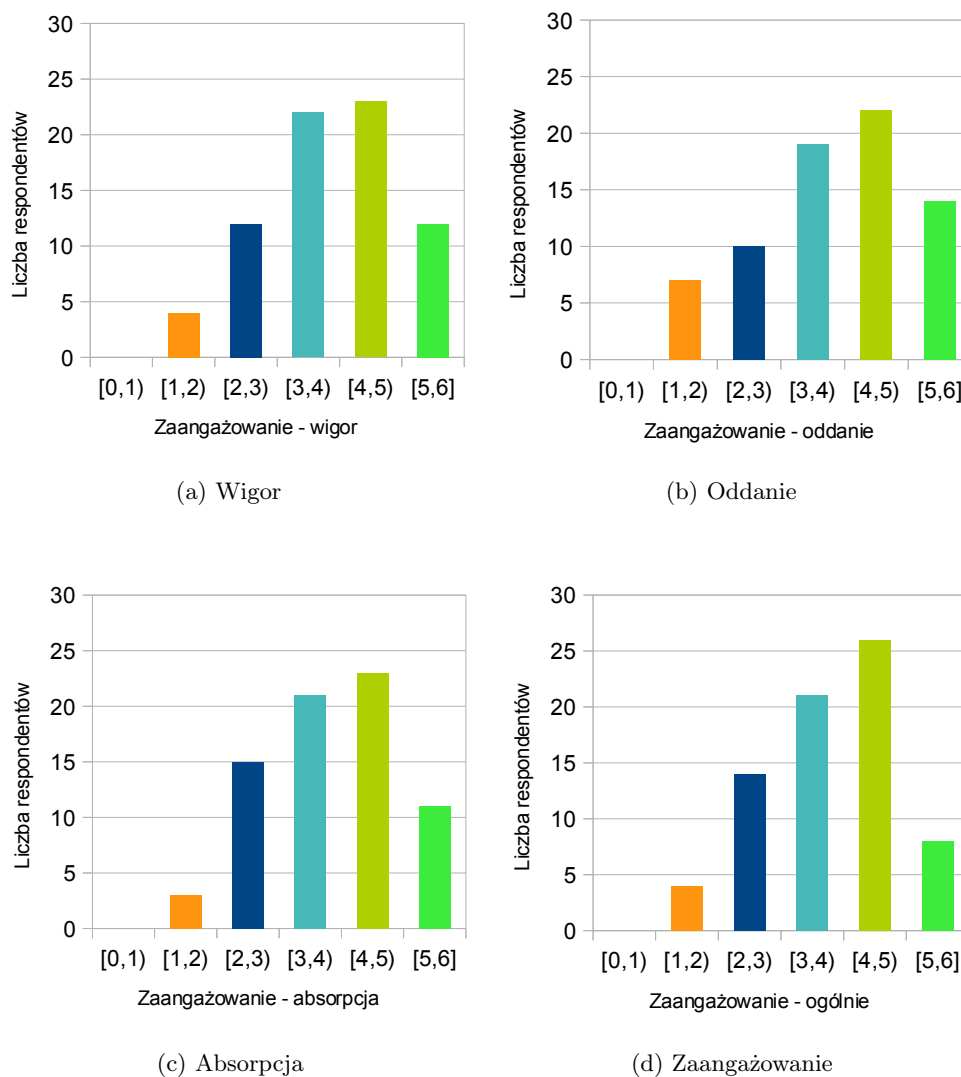 30
25
20
15
10
5
0
Liczba respondentów
[0,1) [1,2) [2,3) [3,4) [4,5) [5,6]
Zaangażowanie - wigor
(a) Wigor
30
25
20
15
10
5
0
Liczba respondentów
[0,1) [1,2) [2,3) [3,4) [4,5) [5,6]
Zaangażowanie - oddanie
(b) Oddanie
30
25
20
15
10
5
0
Liczba respondentów
[0,1) [1,2) [2,3) [3,4) [4,5) [5,6]
Zaangażowanie - absorpcja
(c) Absorpcja
30
25
20
15
10
5
0
Liczba respondentów
[0,1) [1,2) [2,3) [3,4) [4,5) [5,6]
Zaangażowanie - ogólnie
(d) Zaangażowanie